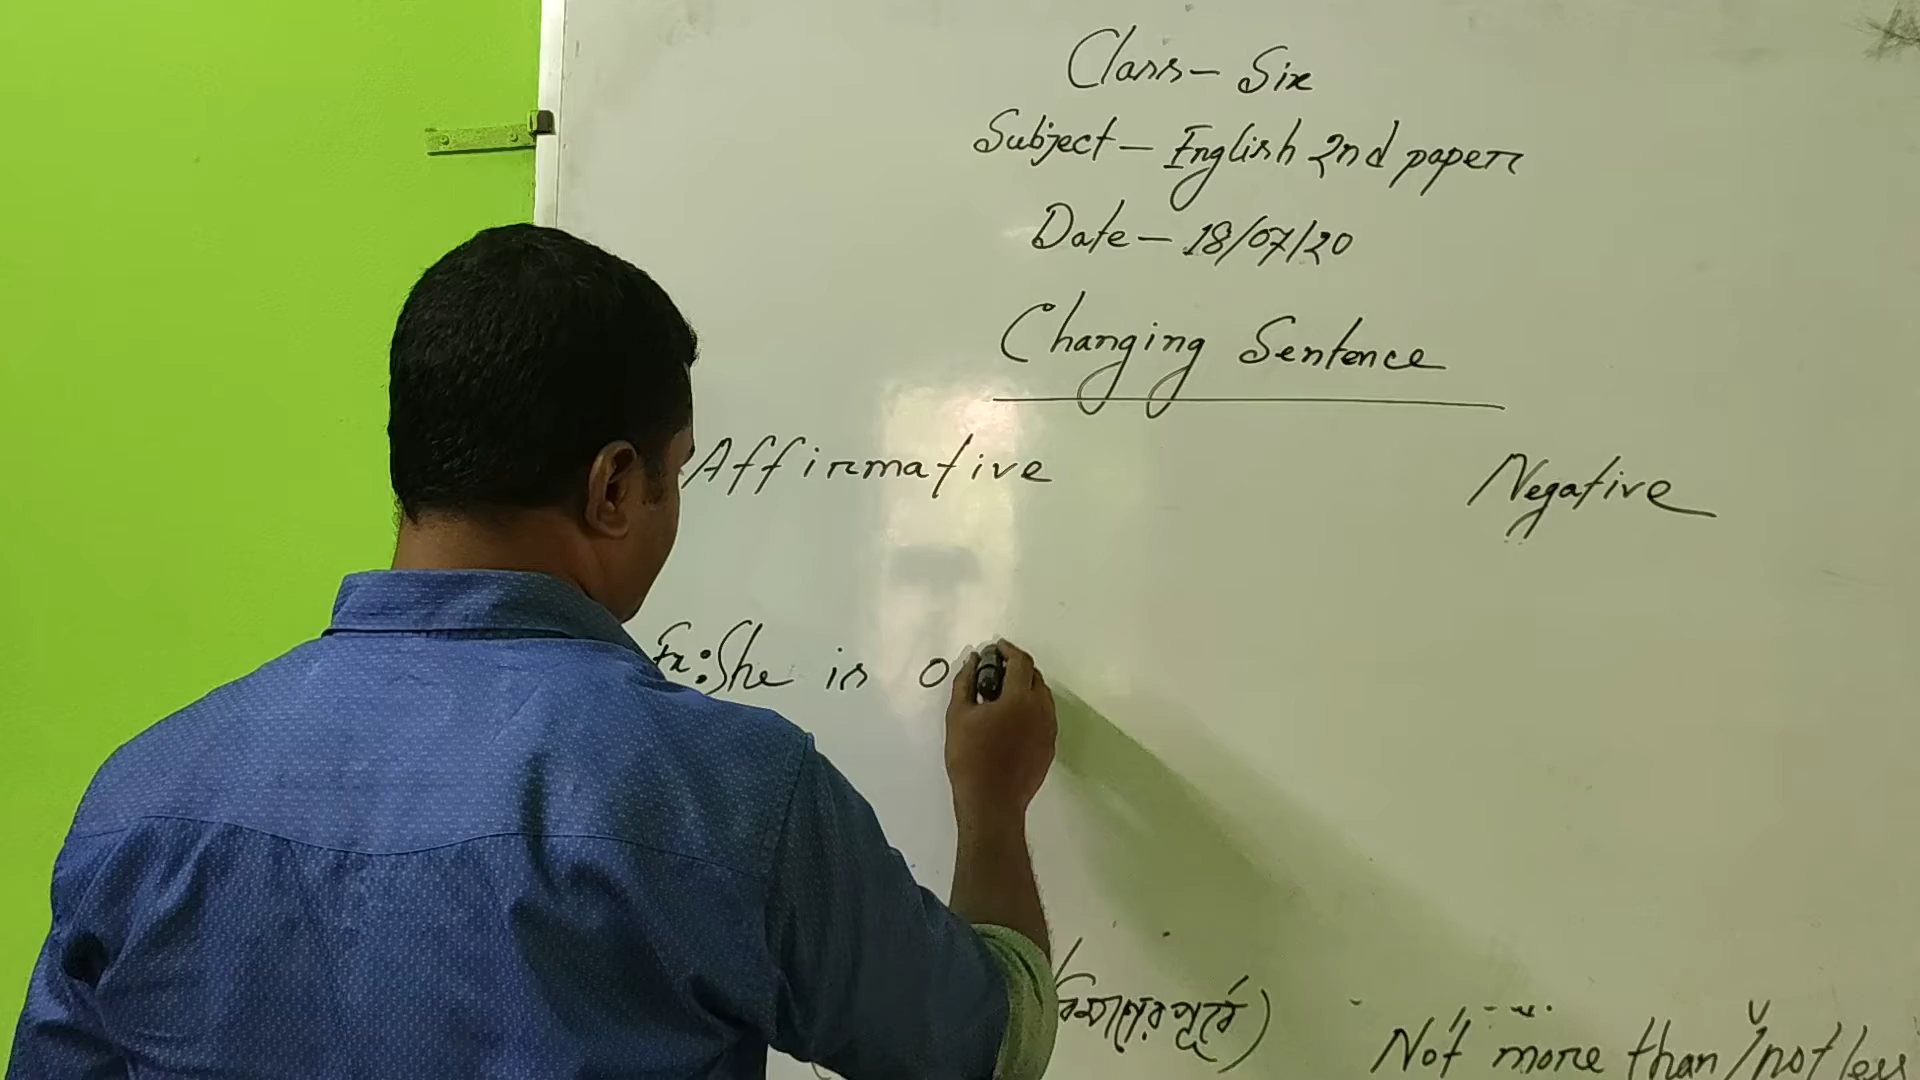 Class - Six
Subject - English 2nd paper
Date - 18/07/20
Changing Sentence
Affirmative
Negative
Ex: She is o
পূর্বে)
Not more than / not less